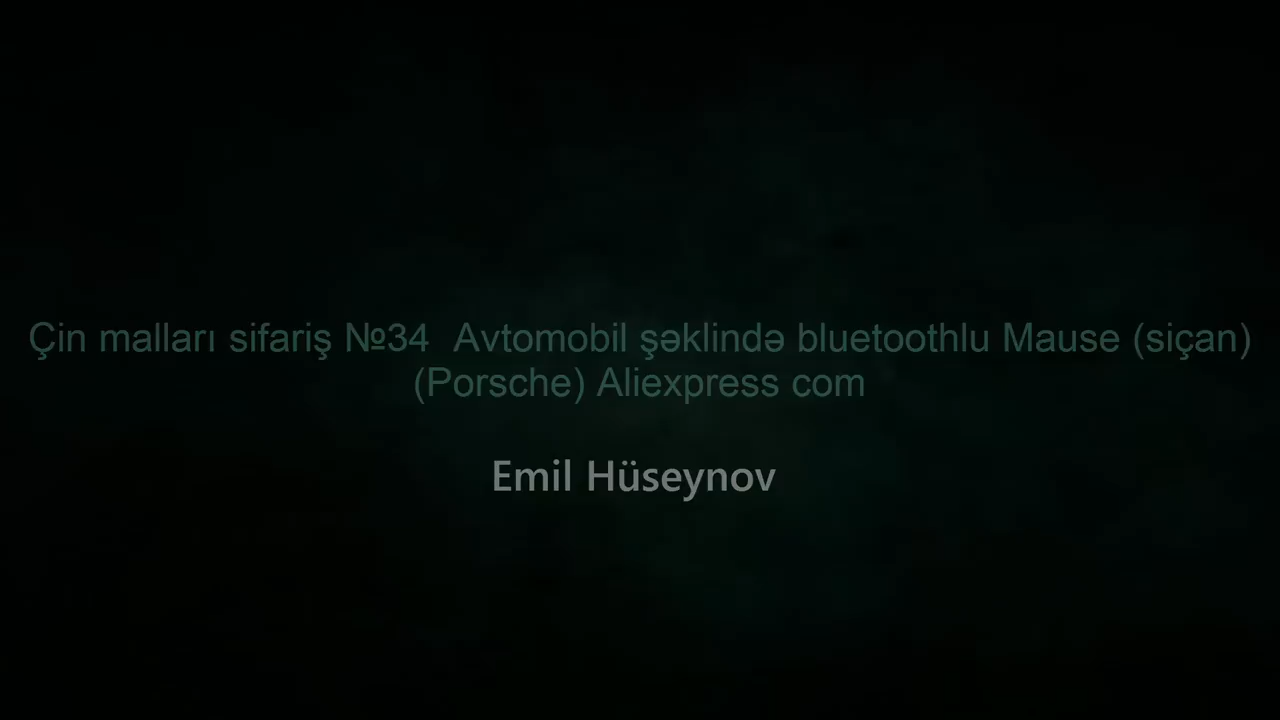 Çin malları sifariş №34  Avtomobil şəklində bluetoothlu Mause (siçan)
(Porsche) Aliexpress com
Emil Hüseynov